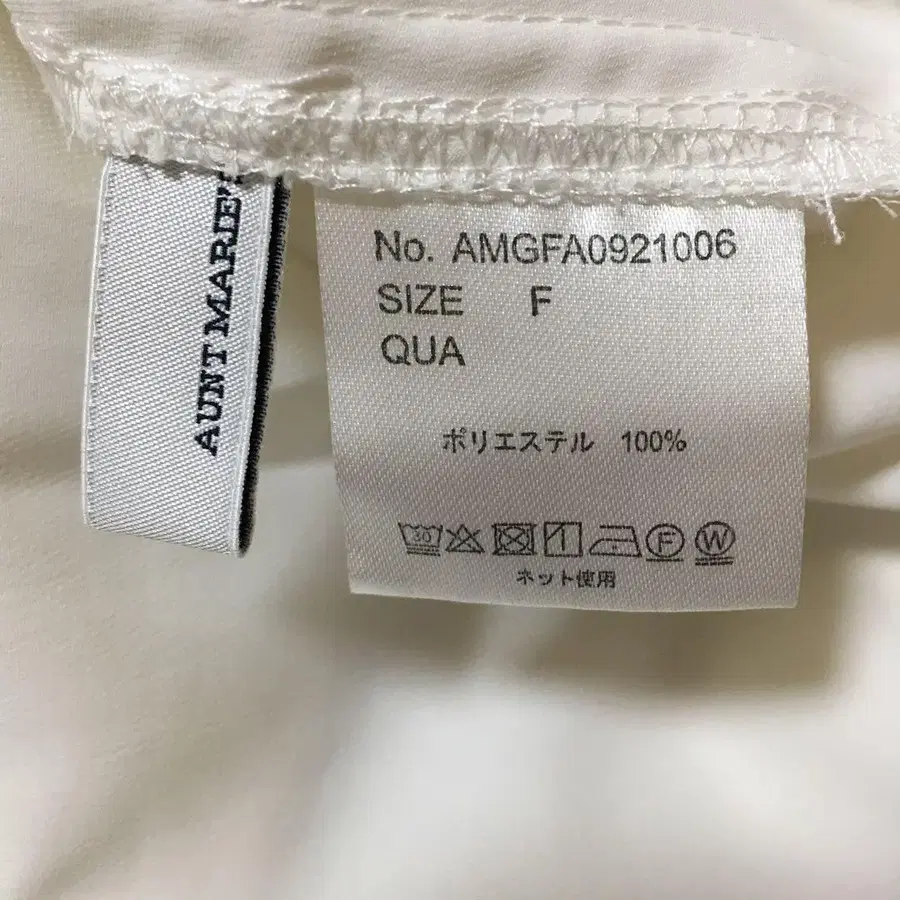 AUNT MARIE'
No. AMGFA0921006
SIZE F
QUA
ポリエステル 100%
30 F W
ネット使用